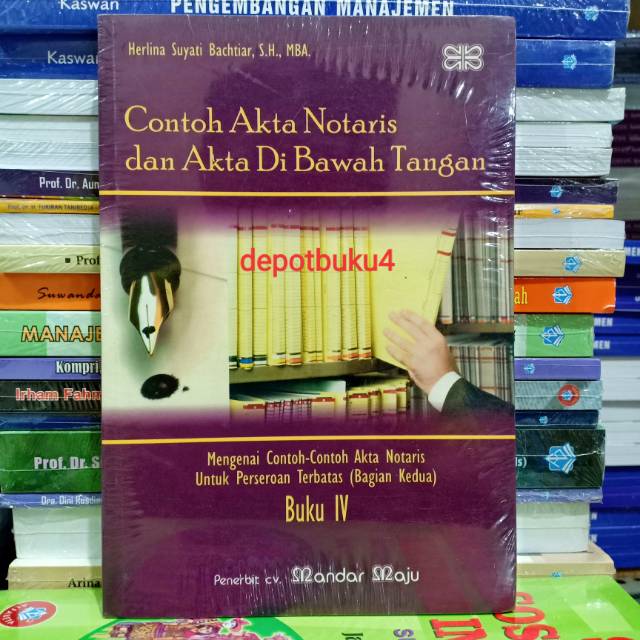 Kaswan
PENGEMBANGAN MANAJEMEN
Kaswan
Herlina Suyati Bachtiar, S.H., MBA.
Contoh Akta Notaris
dan Akta Di Bawah Tangan
Prof. Dr.
depotbuku4
Suwanda
MANAJE
Irham Fahm
Prof. Dr. S
Mengenai Contoh-Contoh Akta Notaris
Untuk Perseroan Terbatas (Bagian Kedua)
Buku IV
Penerbit cv. Mandar Maju
Arina